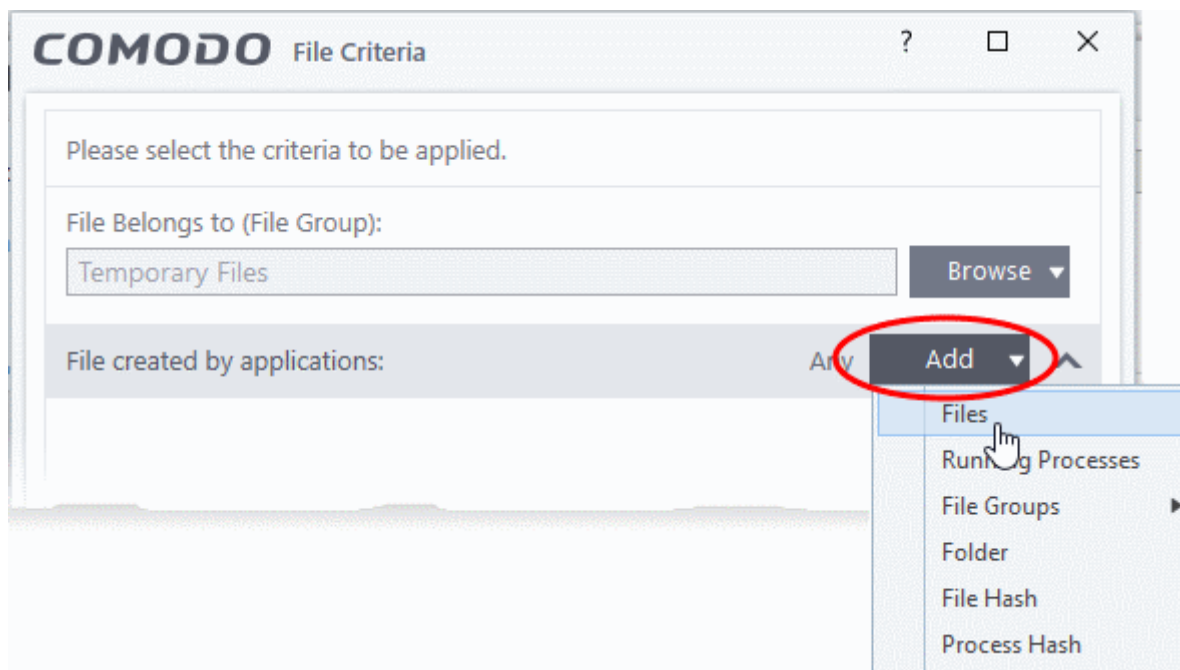 COMODO File Criteria ?
Please select the criteria to be applied.
File Belongs to (File Group):
Temporary Files Browse
File created by applications: Any Add
Files
Running Processes
File Groups
Folder
File Hash
Process Hash